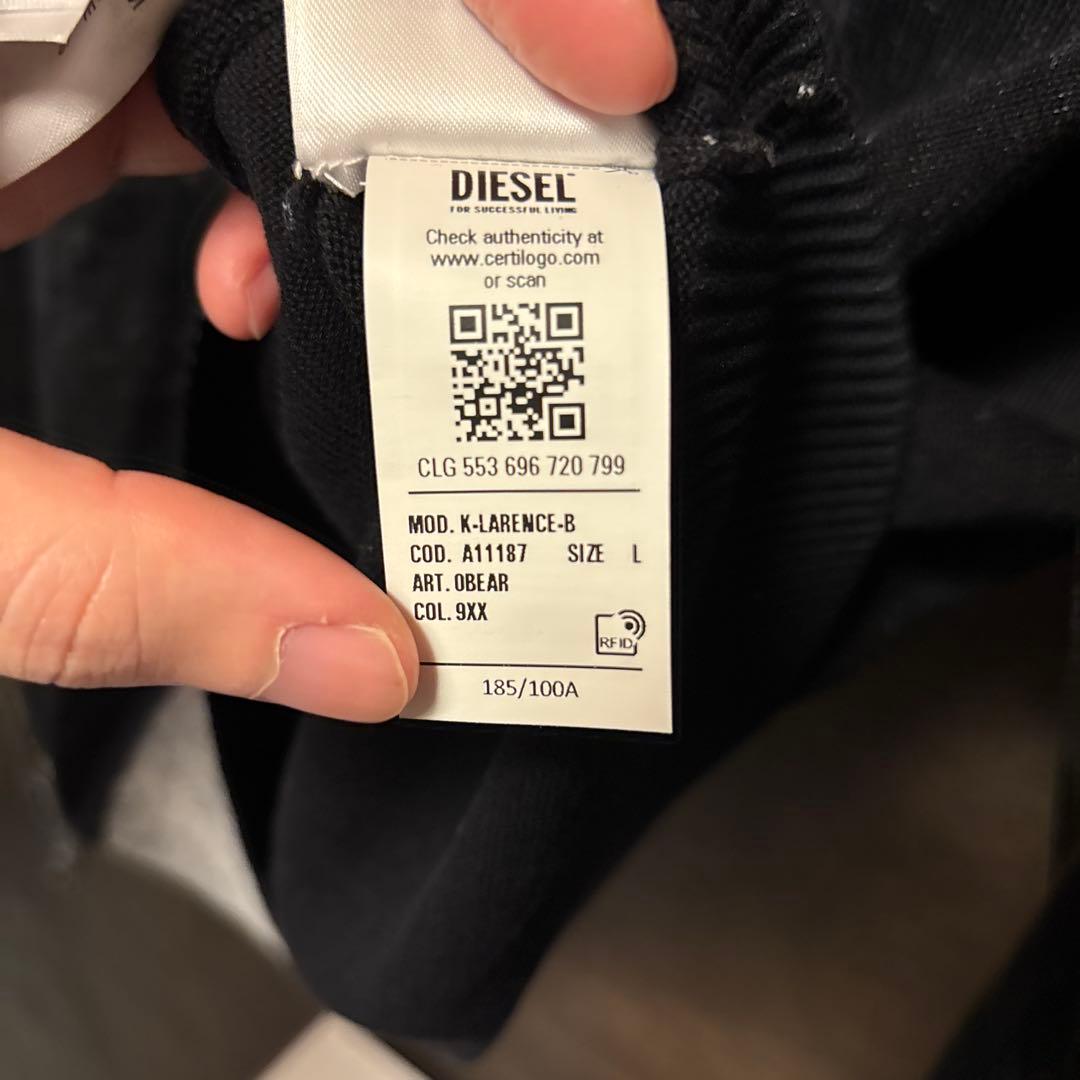 DIESEL
FOR SUCCESSFUL LIVING
Check authenticity at
www.certilogo.com
or scan
CLG 553 696 720 799
MOD. K-LARENCE-B
COD. A11187 SIZE L
ART. 0BEAR
COL. 9XX
RFID
185/100A